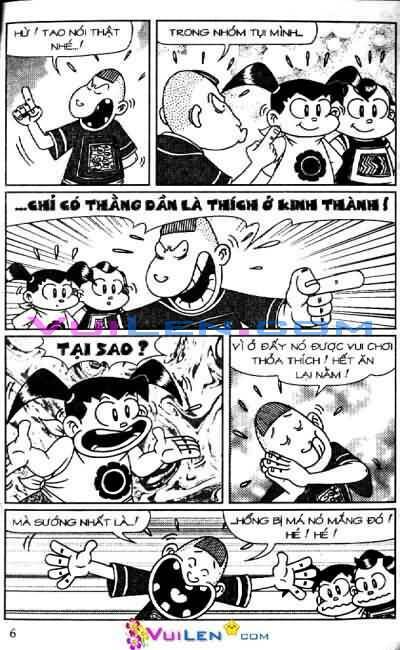 HỪ! TAO NÓI THẬT
NHÉ...!
TRONG NHÓM TỤI MÌNH...
...CHỈ CÓ THẰNG DẦN LÀ THÍCH Ở KINH THÀNH!
TẠI SAO?
VÌ Ở ĐẤY NÓ ĐƯỢC VUI CHƠI
THỎA THÍCH! HẾT ĂN
LẠI NẰM!
VUILEN.COM
MÀ SƯỚNG NHẤT LÀ...!
...HỔNG BỊ MÁ NÓ MẮNG ĐÓ!
HÉ! HÉ!
6
VUILEN.COM